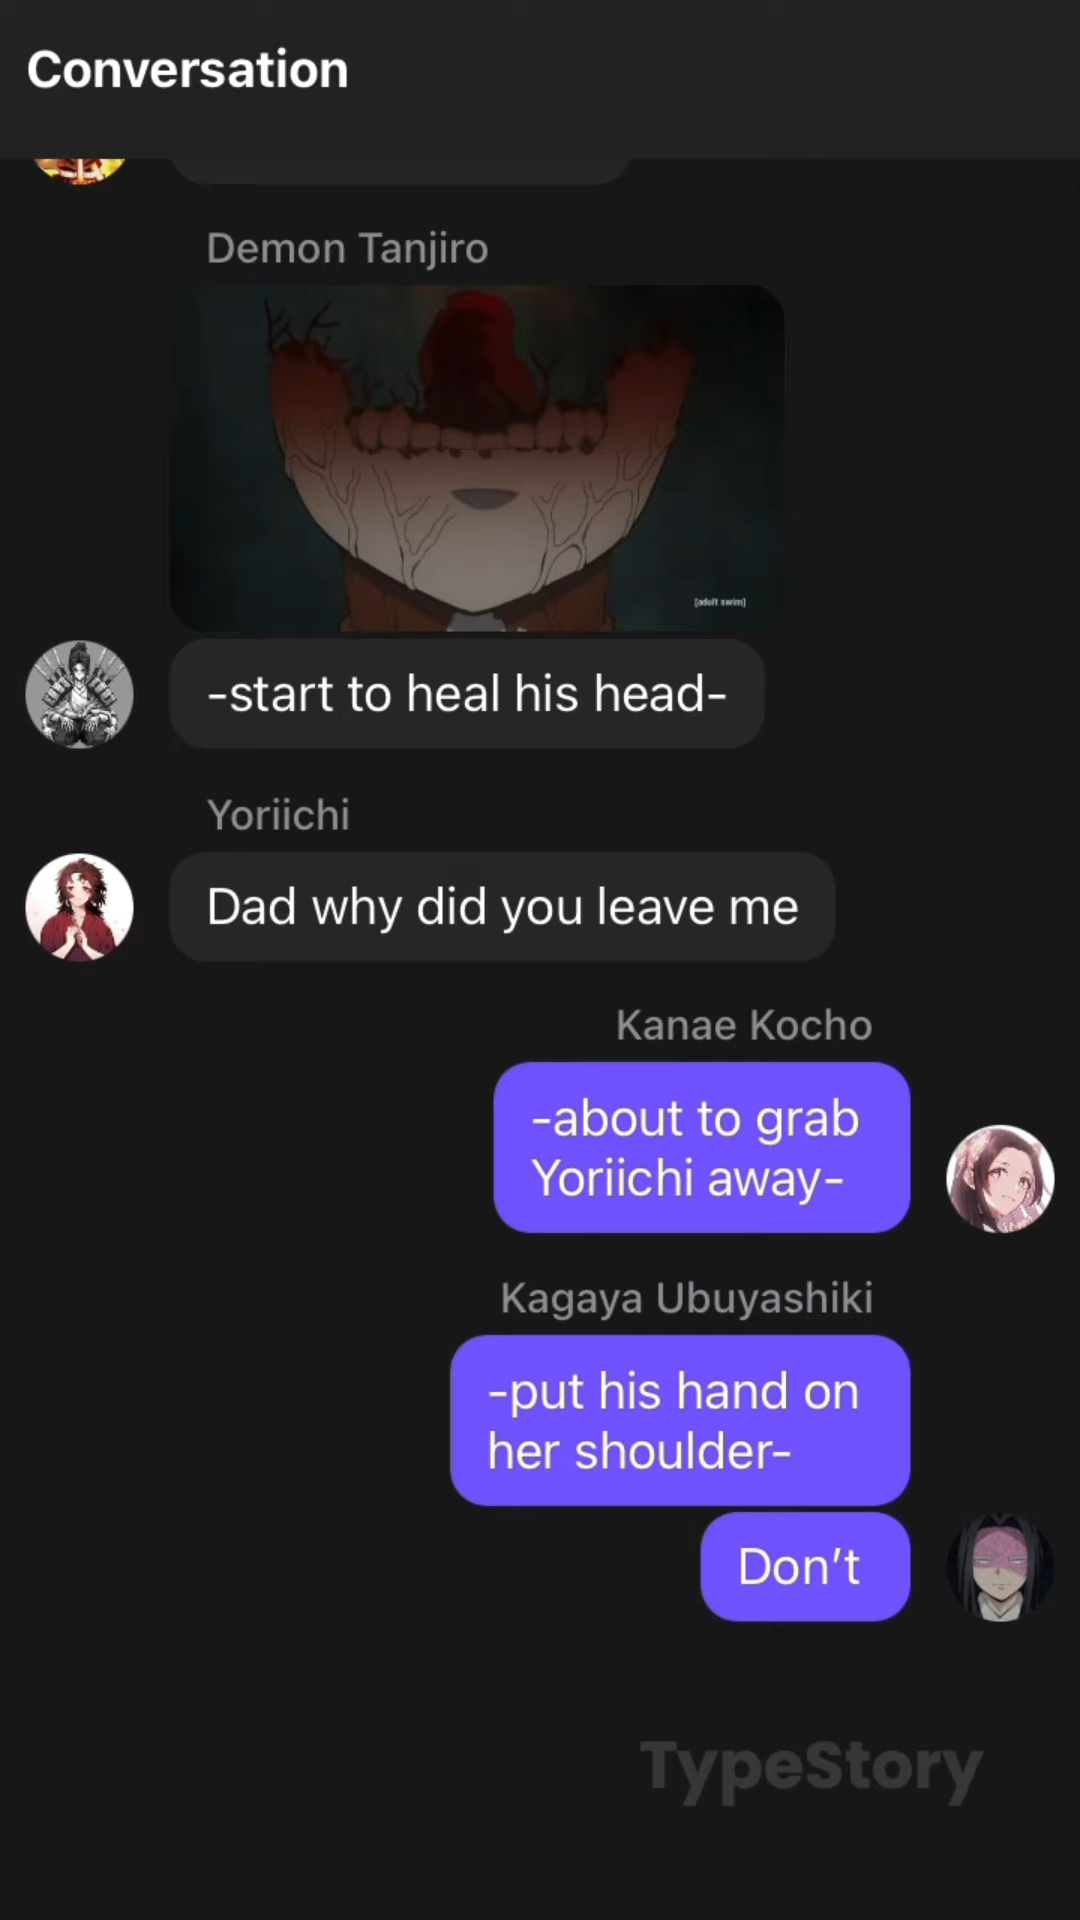 Conversation
Demon Tanjiro
[adult swim]
-start to heal his head-
Yoriichi
Dad why did you leave me
Kanae Kocho
-about to grab
Yoriichi away-
Kagaya Ubuyashiki
-put his hand on
her shoulder-
Don’t
TypeStory